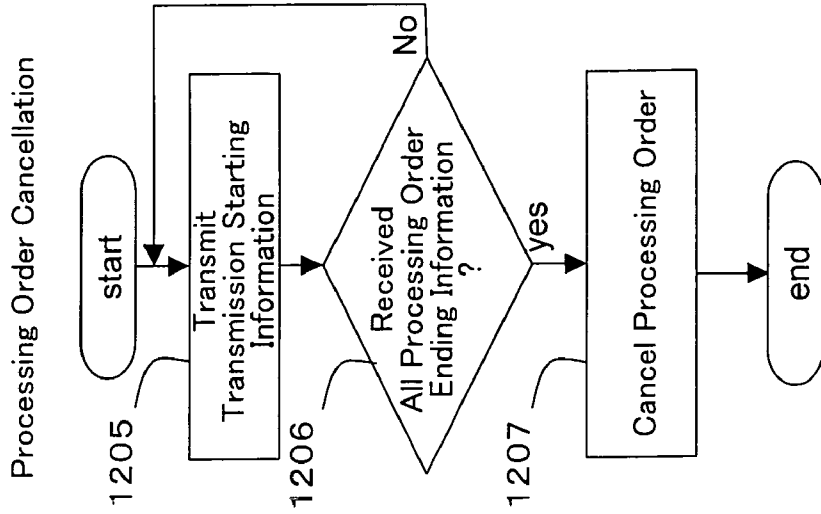 Processing Order Cancellation
start
1205
Transmit
Transmission Starting
Information
1206
Received
All Processing Order
Ending Information
?
No
yes
1207
Cancel Processing Order
end